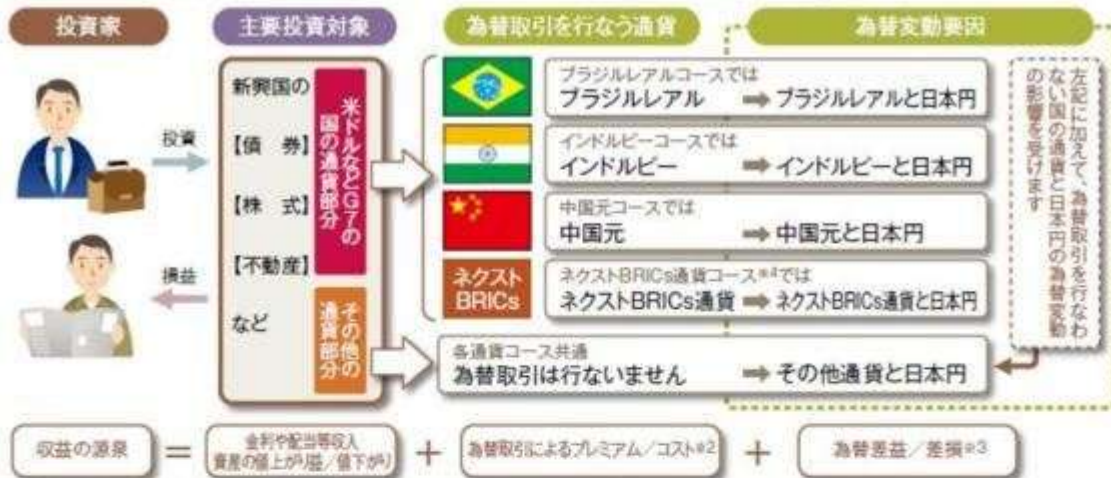 投資家
主要投資対象
為替取引を行なう通貨
為替変動要因
投資
損益
新興国の
【債 券】
【株 式】
【不動産】
など
米ドルなどG7の
国の通貨部分
その他の
通貨部分
ブラジルレアルコースでは
ブラジルレアル ➡ ブラジルレアルと日本円
インドルピーコースでは
インドルピー ➡ インドルピーと日本円
中国元コースでは
中国元 ➡ 中国元と日本円
ネクスト
BRICs
ネクストBRICs通貨コース※4では
ネクストBRICs通貨 ➡ ネクストBRICs通貨と日本円
各通貨コース共通
為替取引は行ないません ➡ その他通貨と日本円
左記に加えて、為替取引を行なわ
ない国の通貨と日本円の為替変動
の影響を受けます
収益の源泉
=
金利や配当等収入
資産の値上がり益/値下がり
+
為替取引によるプレミアム/コスト※2
+
為替差益/差損※3